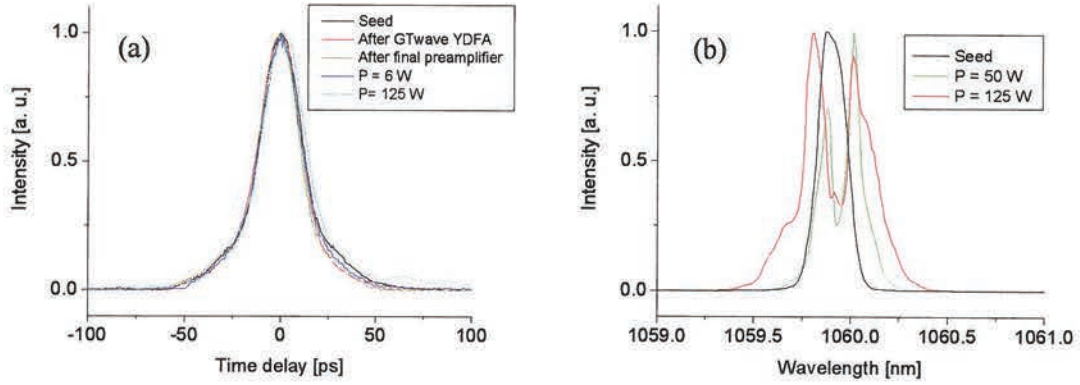 (a)
Seed
After GTwave YDFA
After final preamplifier
P = 6 W
P= 125 W
1.0
0.5
0.0
Intensity [a. u.]
-100
-50
0
50
100
Time delay [ps]
(b)
Seed
P = 50 W
P = 125 W
1.0
0.5
0.0
Intensity [a. u.]
1059.0
1059.5
1060.0
1060.5
1061.0
Wavelength [nm]